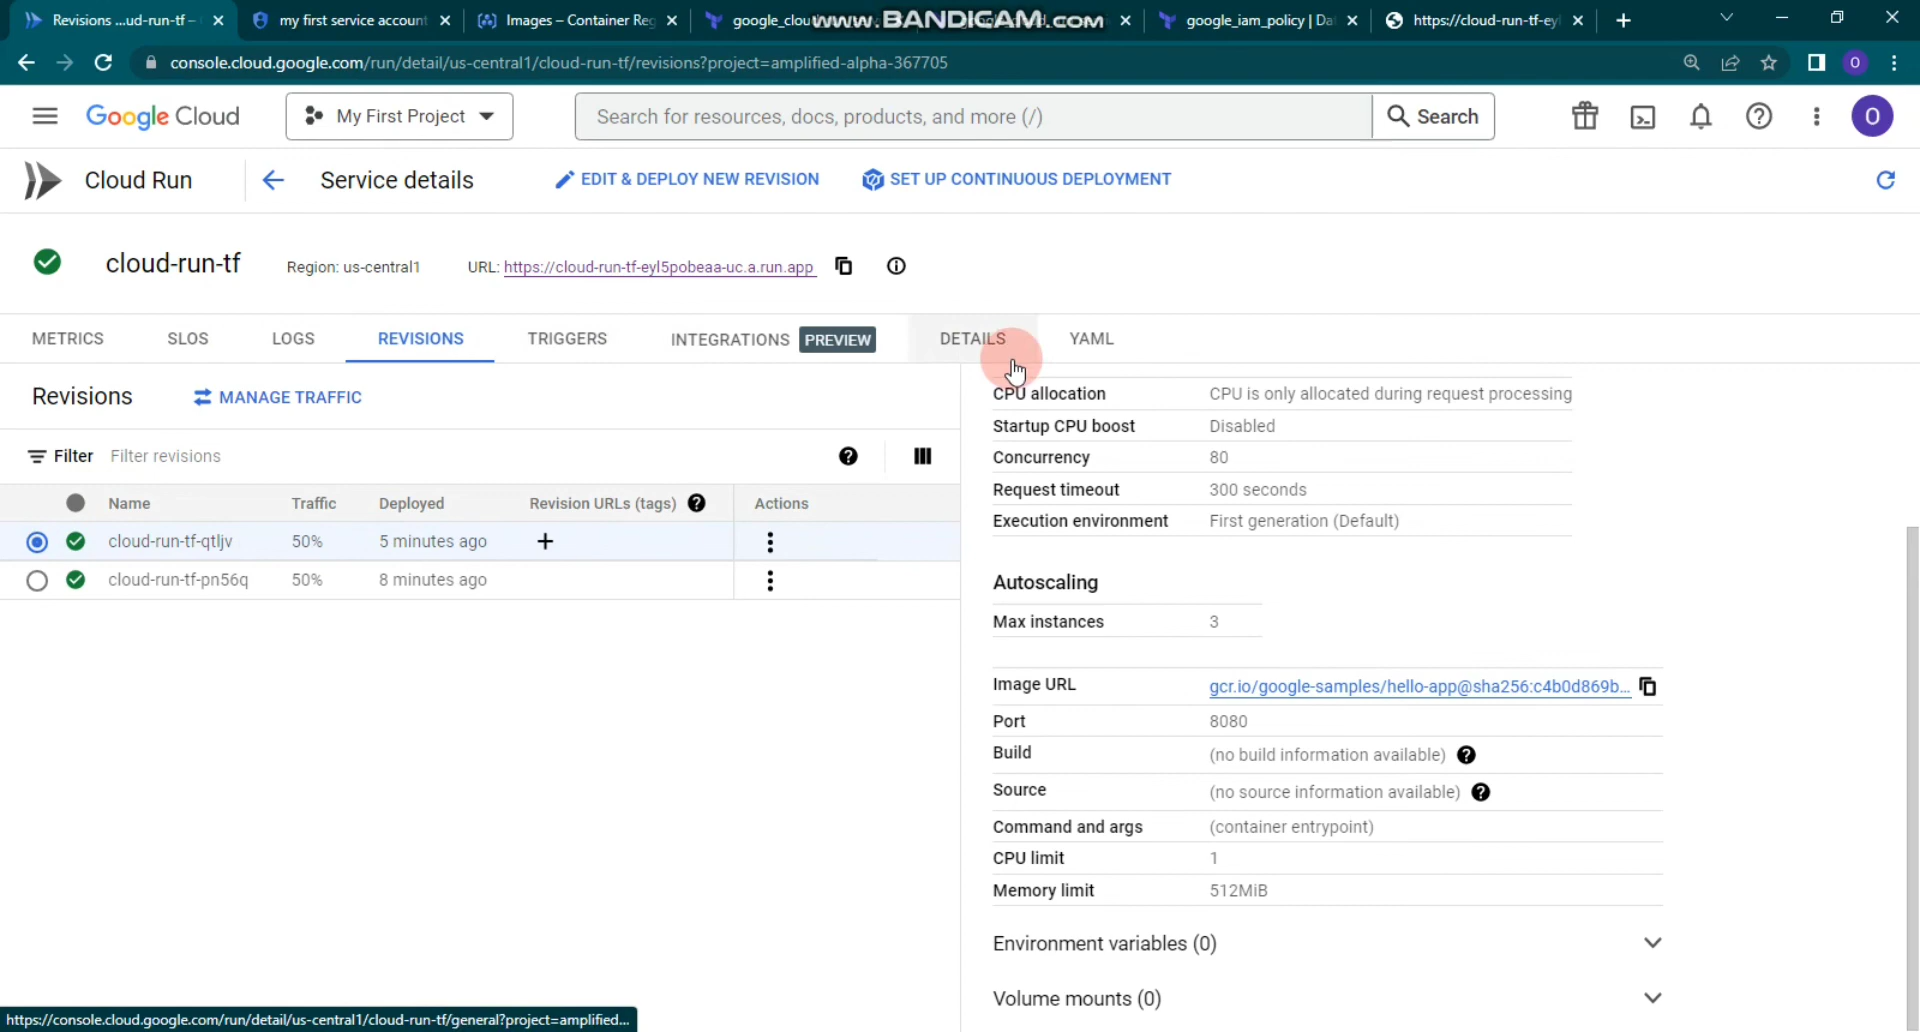 Revisions ...ud-run-tf –
my first service account
Images – Container Reg
google_clou
www.BANDICAM.com
google_iam_policy | Da
https://cloud-run-tf-eyl
console.cloud.google.com/run/detail/us-central1/cloud-run-tf/revisions?project=amplified-alpha-367705
O
Google Cloud
My First Project
Search for resources, docs, products, and more (/)
Search
O
Cloud Run
Service details
EDIT & DEPLOY NEW REVISION
SET UP CONTINUOUS DEPLOYMENT
cloud-run-tf
Region: us-central1
URL: https://cloud-run-tf-eyl5pobeaa-uc.a.run.app
METRICS
SLOS
LOGS
REVISIONS
TRIGGERS
INTEGRATIONS PREVIEW
DETAILS
YAML
Revisions
MANAGE TRAFFIC
Filter Filter revisions
Name Traffic Deployed Revision URLs (tags) Actions
cloud-run-tf-qtljv 50% 5 minutes ago
cloud-run-tf-pn56q 50% 8 minutes ago
CPU allocation CPU is only allocated during request processing
Startup CPU boost Disabled
Concurrency 80
Request timeout 300 seconds
Execution environment First generation (Default)
Autoscaling
Max instances 3
Image URL gcr.io/google-samples/hello-app@sha256:c4b0d869b...
Port 8080
Build (no build information available)
Source (no source information available)
Command and args (container entrypoint)
CPU limit 1
Memory limit 512MiB
Environment variables (0)
Volume mounts (0)
https://console.cloud.google.com/run/detail/us-central1/cloud-run-tf/general?project=amplified...